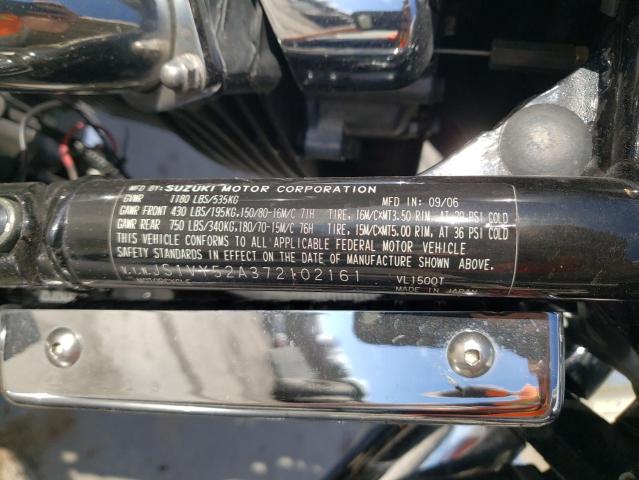 MFD BY: SUZUKI MOTOR CORPORATION
GVWR 1180 LBS/535KG MFD IN: 09/06
GAWR FRONT 430 LBS/195KG,150/80-16M/C 71H TIRE, 16M/CxMT3.50 RIM, AT PSI COLD
GAWR REAR 750 LBS/340KG,180/70-15M/C 76H TIRE, 15M/CxMT5.00 RIM, AT 36 PSI COLD
THIS VEHICLE CONFORMS TO ALL APPLICABLE FEDERAL MOTOR VEHICLE
SAFETY STANDARDS IN EFFECT ON THE DATE OF MANUFACTURE SHOWN ABOVE.
V.I.N. JS1VY52A372102161 VL1500T
MOTORCYCLE MADE IN JAPAN